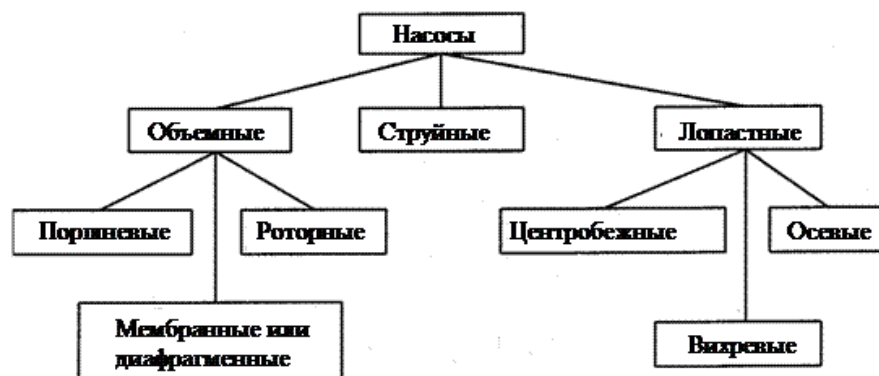 Насосы
Объемные
Струйные
Лопастные
Поршневые
Роторные
Центробежные
Осевые
Мембранные или
диафрагменные
Вихревые